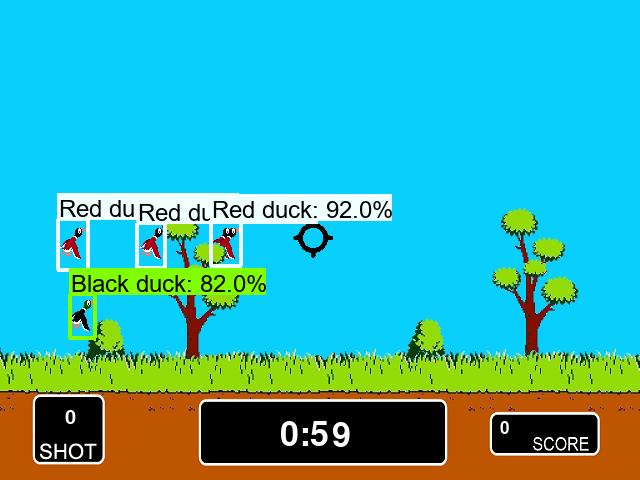 Red du
Red du
Red duck: 92.0%
Black duck: 82.0%
0
SHOT
0:59
0
SCORE